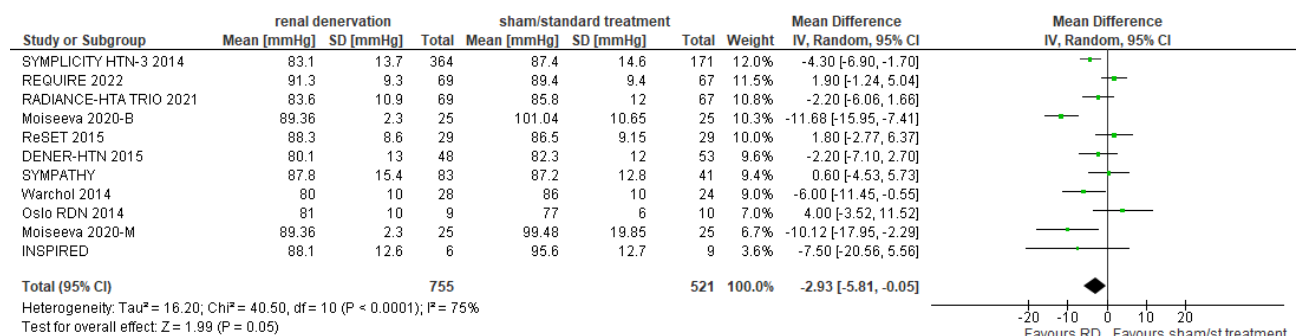 renal denervation sham/standard treatment Mean Difference Mean Difference
Study or Subgroup Mean [mmHg] SD [mmHg] Total Mean [mmHg] SD [mmHg] Total Weight IV, Random, 95% CI IV, Random, 95% CI
SYMPLICITY HTN-3 2014 83.1 13.7 364 87.4 14.6 171 12.0% -4.30 [-6.90, -1.70]
REQUIRE 2022 91.3 9.3 69 89.4 9.4 67 11.5% 1.90 [-1.24, 5.04]
RADIANCE-HTA TRIO 2021 83.6 10.9 69 85.8 12 67 10.8% -2.20 [-6.06, 1.66]
Moiseeva 2020-B 89.36 2.3 25 101.04 10.65 25 10.3% -11.68 [-15.95, -7.41]
ReSET 2015 88.3 8.6 29 86.5 9.15 29 10.0% 1.80 [-2.77, 6.37]
DENER-HTN 2015 80.1 13 48 82.3 12 53 9.6% -2.20 [-7.10, 2.70]
SYMPATHY 87.8 15.4 83 87.2 12.8 41 9.2% 0.60 [-4.53, 5.73]
Warchol 2014 80 10 28 86 10 24 9.0% -6.00 [-11.45, -0.55]
Oslo RDN 2014 81 10 9 77 6 10 7.0% 4.00 [-3.52, 11.52]
Moiseeva 2020-M 89.36 2.3 25 99.48 19.85 25 6.7% -10.12 [-17.95, -2.29]
INSPIRED 88.1 12.6 6 95.6 12.7 9 3.6% -7.50 [-20.56, 5.56]
Total (95% CI) 755 521 100.0% -2.93 [-5.81, -0.05]
Heterogeneity: Tau² = 16.20; Chi² = 40.50, df = 10 (P < 0.0001); I² = 75%
Test for overall effect: Z = 1.99 (P = 0.05)
-20 -10 0 10 20
Favours RD Favours sham/st treatment